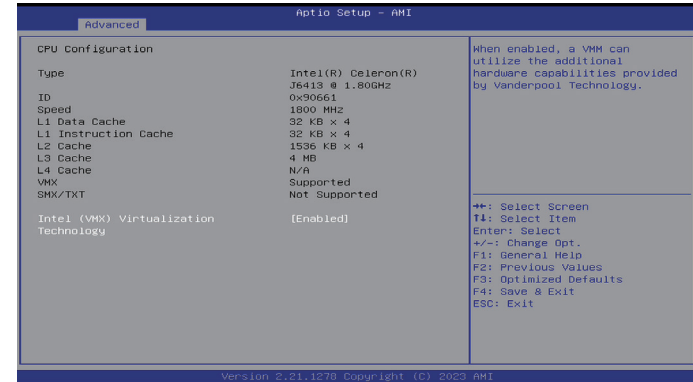 Aptio Setup – AMI
Advanced
CPU Configuration
Type Intel(R) Celeron(R)
J6413 @ 1.80GHz
ID 0x90661
Speed 1800 MHz
L1 Data Cache 32 KB x 4
L1 Instruction Cache 32 KB x 4
L2 Cache 1536 KB x 4
L3 Cache 4 MB
L4 Cache N/A
VMX Supported
SMX/TXT Not Supported
Intel (VMX) Virtualization [Enabled]
Technology
When enabled, a VMM can
utilize the additional
hardware capabilities provided
by Vanderpool Technology.
→←: Select Screen
↑↓: Select Item
Enter: Select
+/-: Change Opt.
F1: General Help
F2: Previous Values
F3: Optimized Defaults
F4: Save & Exit
ESC: Exit
Version 2.21.1278 Copyright (C) 2023 AMI